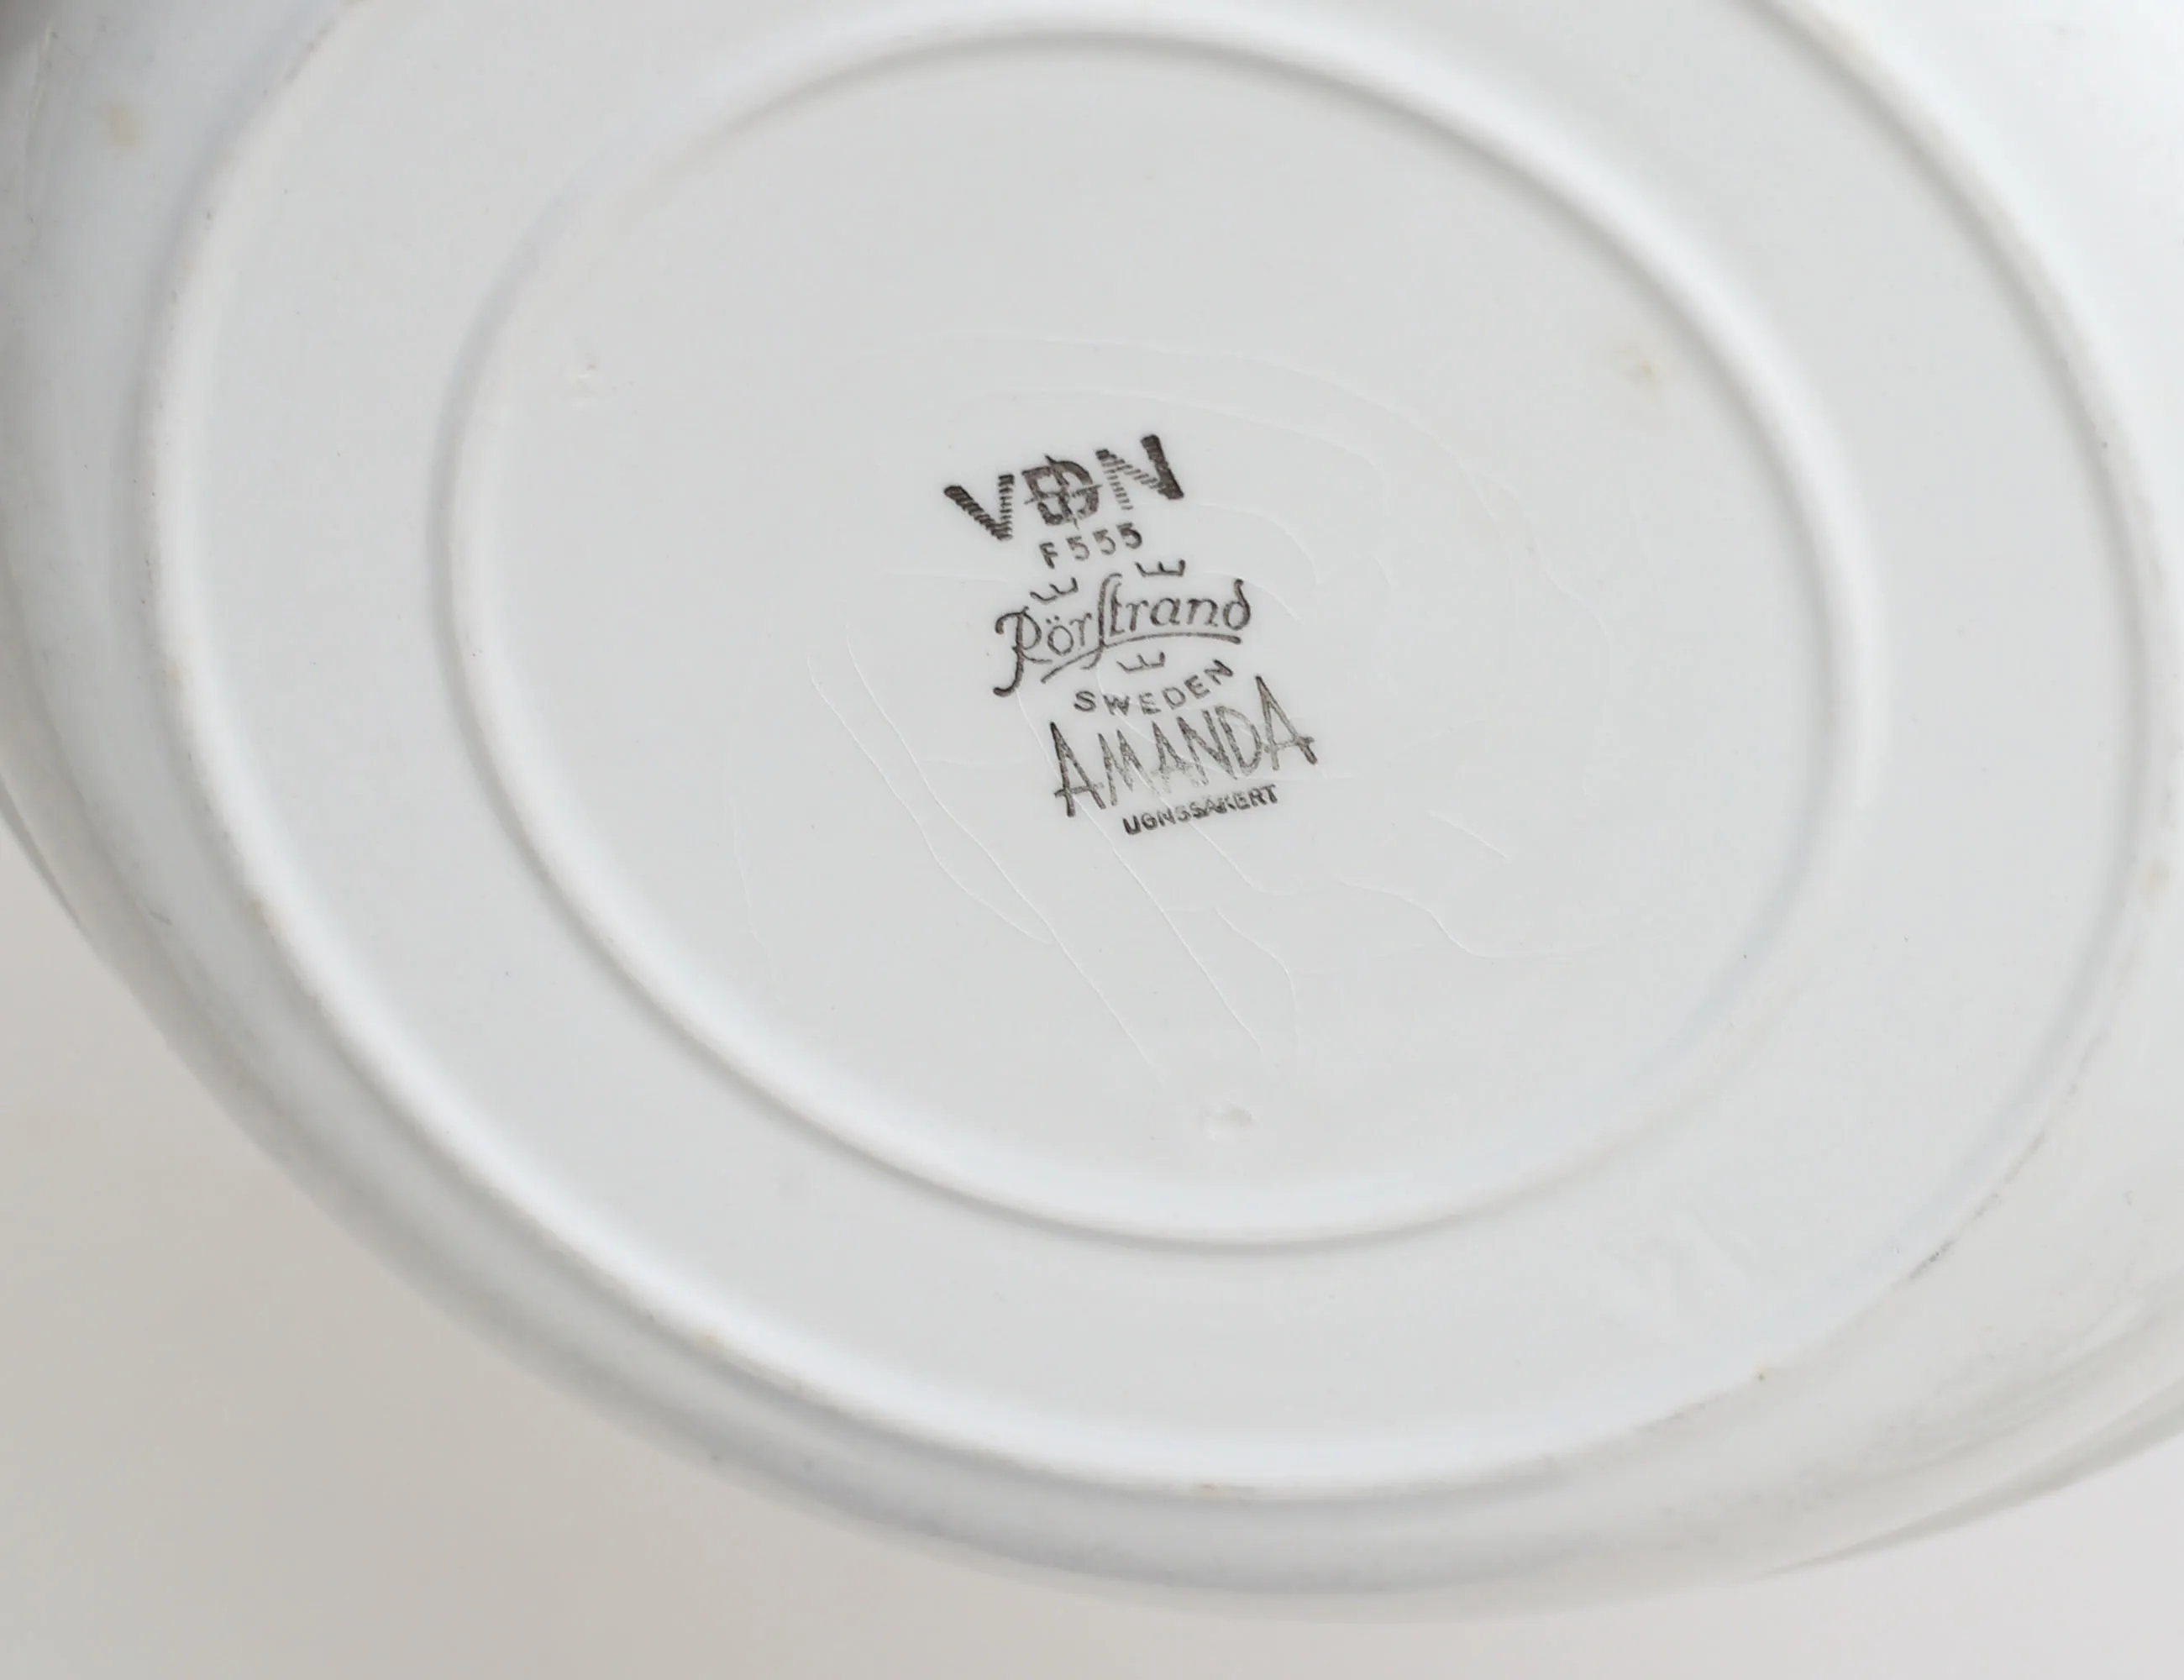 VDN
F555
Rörstrand
SWEDEN
AMANDA
UGNSSÄKERT